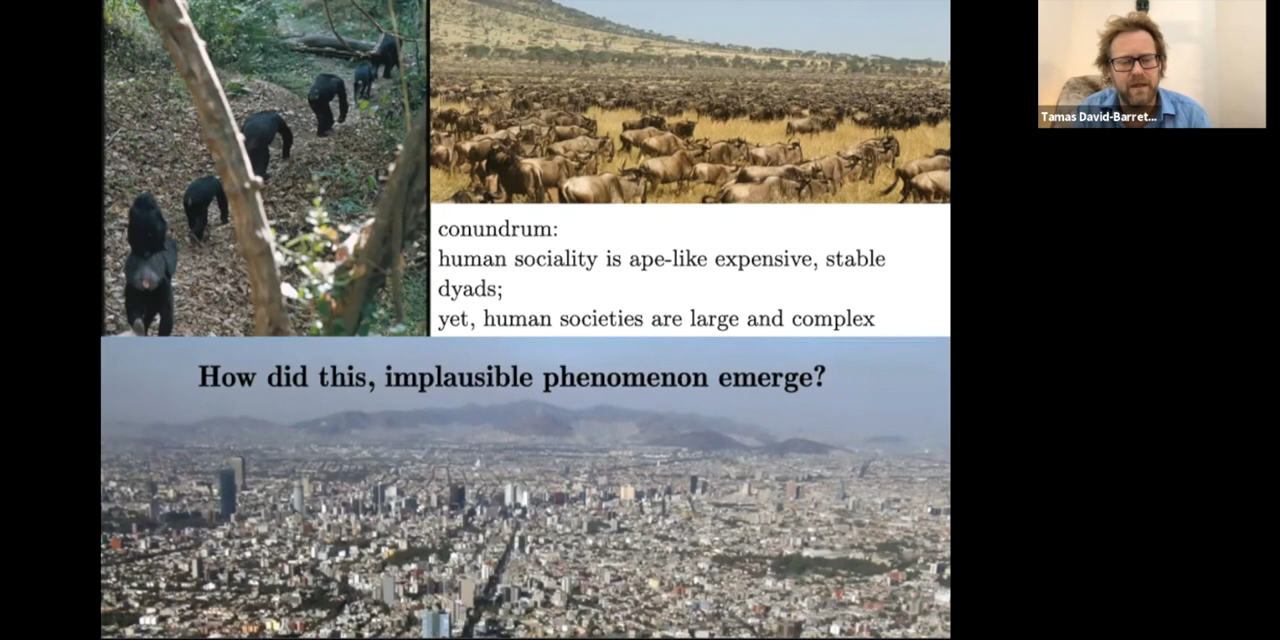 Tamas David-Barret...
conundrum:
human sociality is ape-like expensive, stable
dyads;
yet, human societies are large and complex
How did this, implausible phenomenon emerge?